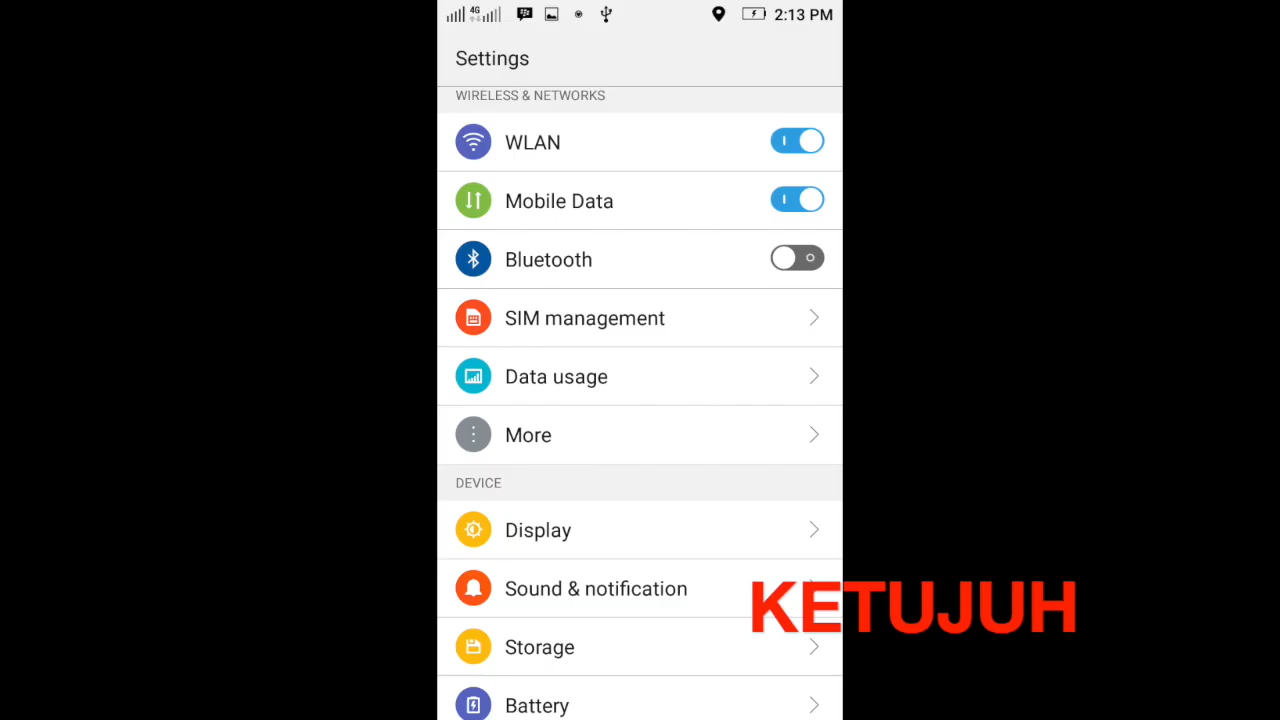 4G 2:13 PM
Settings
WIRELESS & NETWORKS
WLAN
Mobile Data
Bluetooth
SIM management
Data usage
More
DEVICE
Display
Sound & notification
KETUJUH
Storage
Battery